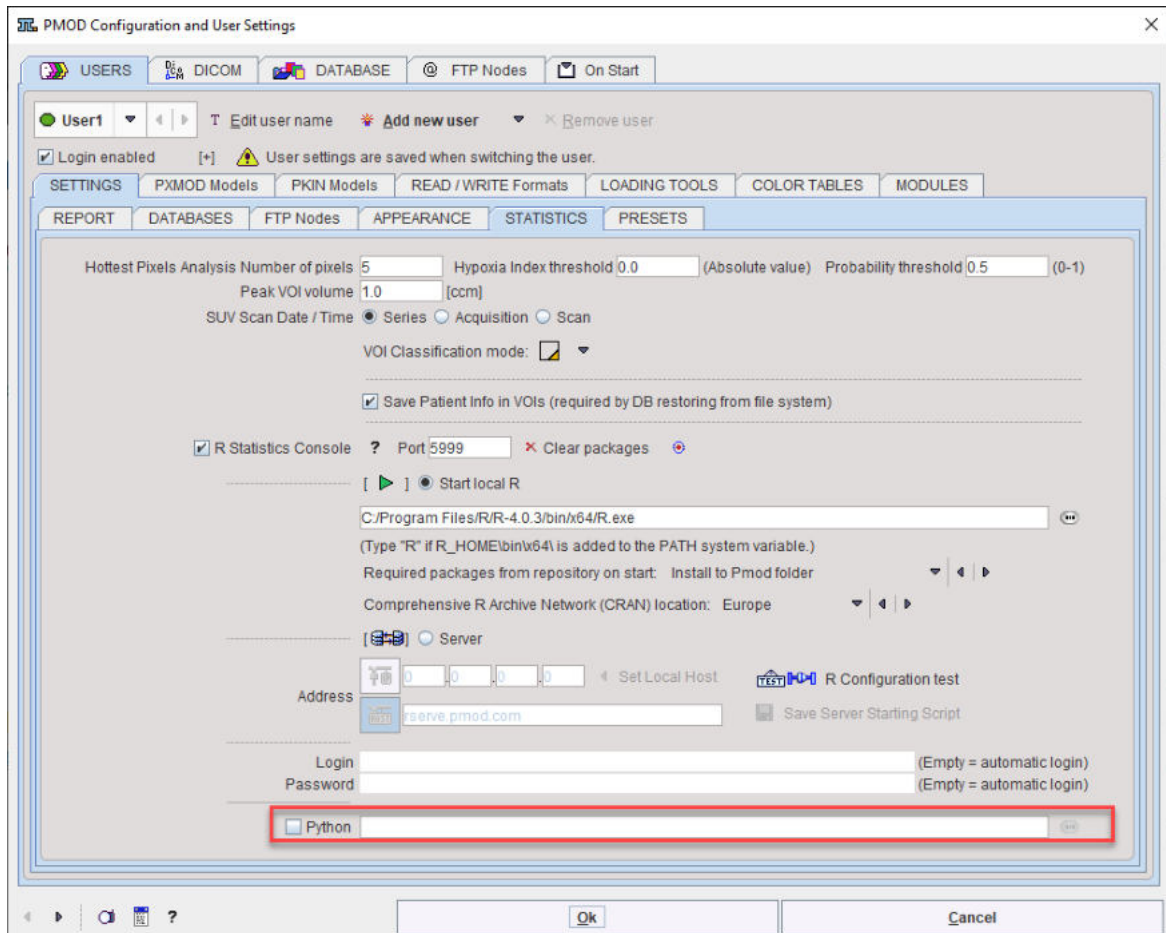 PMOD Configuration and User Settings
USERS DICOM DATABASE @ FTP Nodes On Start
User1 T Edit user name Add new user Remove user
Login enabled [+] User settings are saved when switching the user.
SETTINGS PXMOD Models PKIN Models READ / WRITE Formats LOADING TOOLS COLOR TABLES MODULES
REPORT DATABASES FTP Nodes APPEARANCE STATISTICS PRESETS
Hottest Pixels Analysis Number of pixels 5 Hypoxia Index threshold 0.0 (Absolute value) Probability threshold 0.5 (0-1)
Peak VOI volume 1.0 [ccm]
SUV Scan Date / Time Series Acquisition Scan
VOI Classification mode:
Save Patient Info in VOIs (required by DB restoring from file system)
R Statistics Console ? Port 5999 Clear packages
[ ] Start local R
C:/Program Files/R/R-4.0.3/bin/x64/R.exe
(Type "R" if R_HOME\bin\x64\ is added to the PATH system variable.)
Required packages from repository on start: Install to Pmod folder
Comprehensive R Archive Network (CRAN) location: Europe
[ ] Server
Address 0 .0 .0 .0 Set Local Host TEST R Configuration test
rserve.pmod.com Save Server Starting Script
Login (Empty = automatic login)
Password (Empty = automatic login)
Python
? Ok Cancel